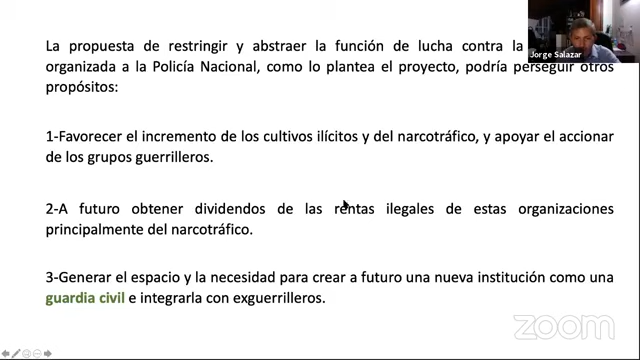 La propuesta de restringir y abstraer la función de lucha contra la
organizada a la Policía Nacional, como lo plantea el proyecto, podría perseguir otros
propósitos:
1-Favorecer el incremento de los cultivos ilícitos y del narcotráfico, y apoyar el accionar
de los grupos guerrilleros.
2-A futuro obtener dividendos de las rentas ilegales de estas organizaciones
principalmente del narcotráfico.
3-Generar el espacio y la necesidad para crear a futuro una nueva institución como una
guardia civil e integrarla con exguerrilleros.
Jorge Salazar
zoom